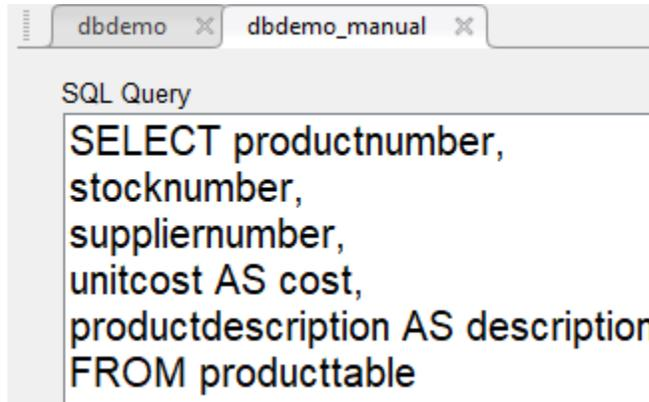 dbdemo dbdemo_manual
SQL Query
SELECT productnumber,
stocknumber,
suppliernumber,
unitcost AS cost,
productdescription AS description
FROM producttable